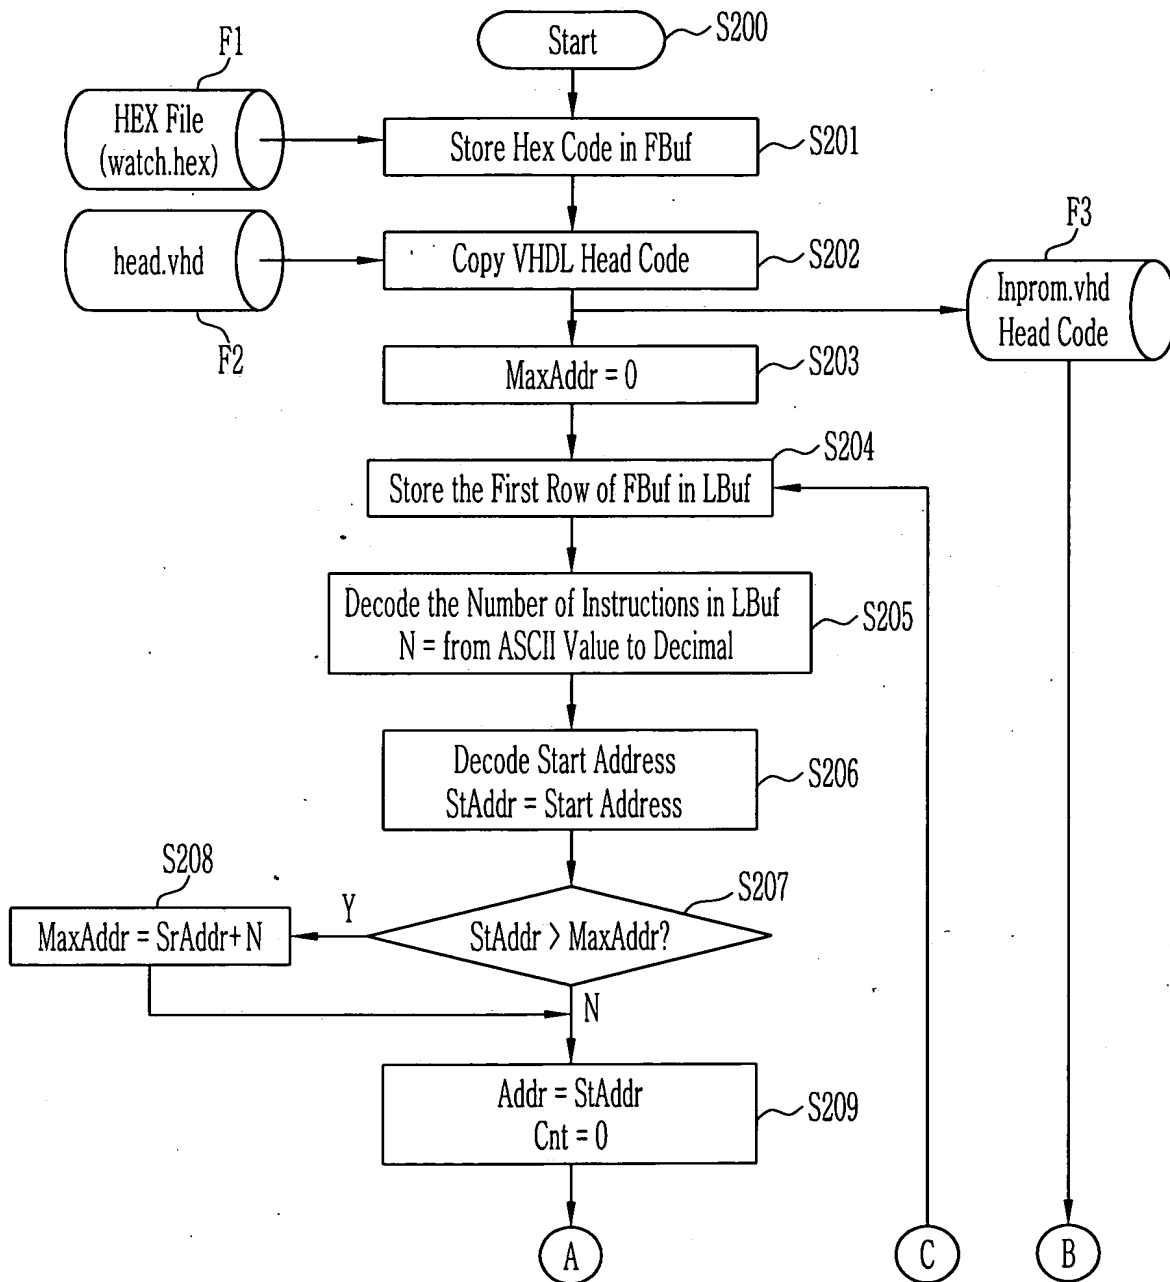 Start
S200
F1
HEX File
(watch.hex)
Store Hex Code in FBuf
S201
head.vhd
F2
Copy VHDL Head Code
S202
F3
Inprom.vhd
Head Code
MaxAddr = 0
S203
S204
Store the First Row of FBuf in LBuf
Decode the Number of Instructions in LBuf
N = from ASCII Value to Decimal
S205
Decode Start Address
StAddr = Start Address
S206
S208
MaxAddr = SrAddr+ N
Y
StAddr > MaxAddr?
S207
N
Addr = StAddr
Cnt = 0
S209
A
C
B